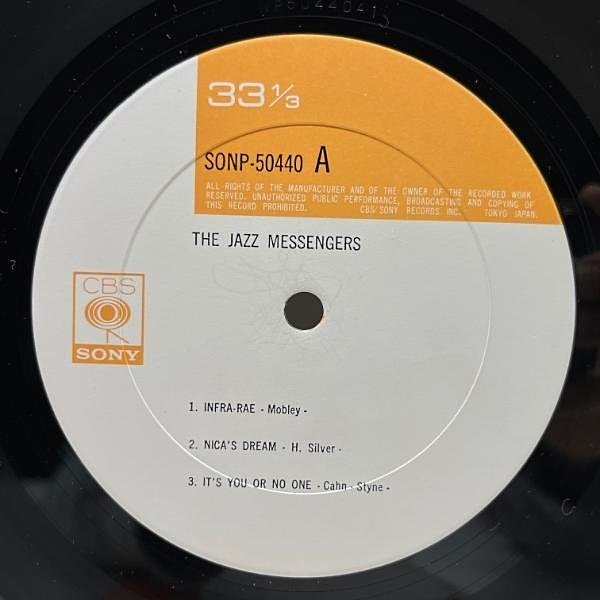 33 1/3
SONP-50440 A
ALL RIGHTS OF THE MANUFACTURER AND OF THE OWNER OF THE RECORDED WORK
RESERVED. UNAUTHORIZED PUBLIC PERFORMANCE, BROADCASTING AND COPYING OF
THIS RECORD PROHIBITED. CBS/SONY RECORDS INC. TOKYO JAPAN.
THE JAZZ MESSENGERS
CBS
SONY
1. INFRA-RAE - Mobley -
2. NICA'S DREAM - H. Silver -
3. IT'S YOU OR NO ONE - Cahn - Styne -